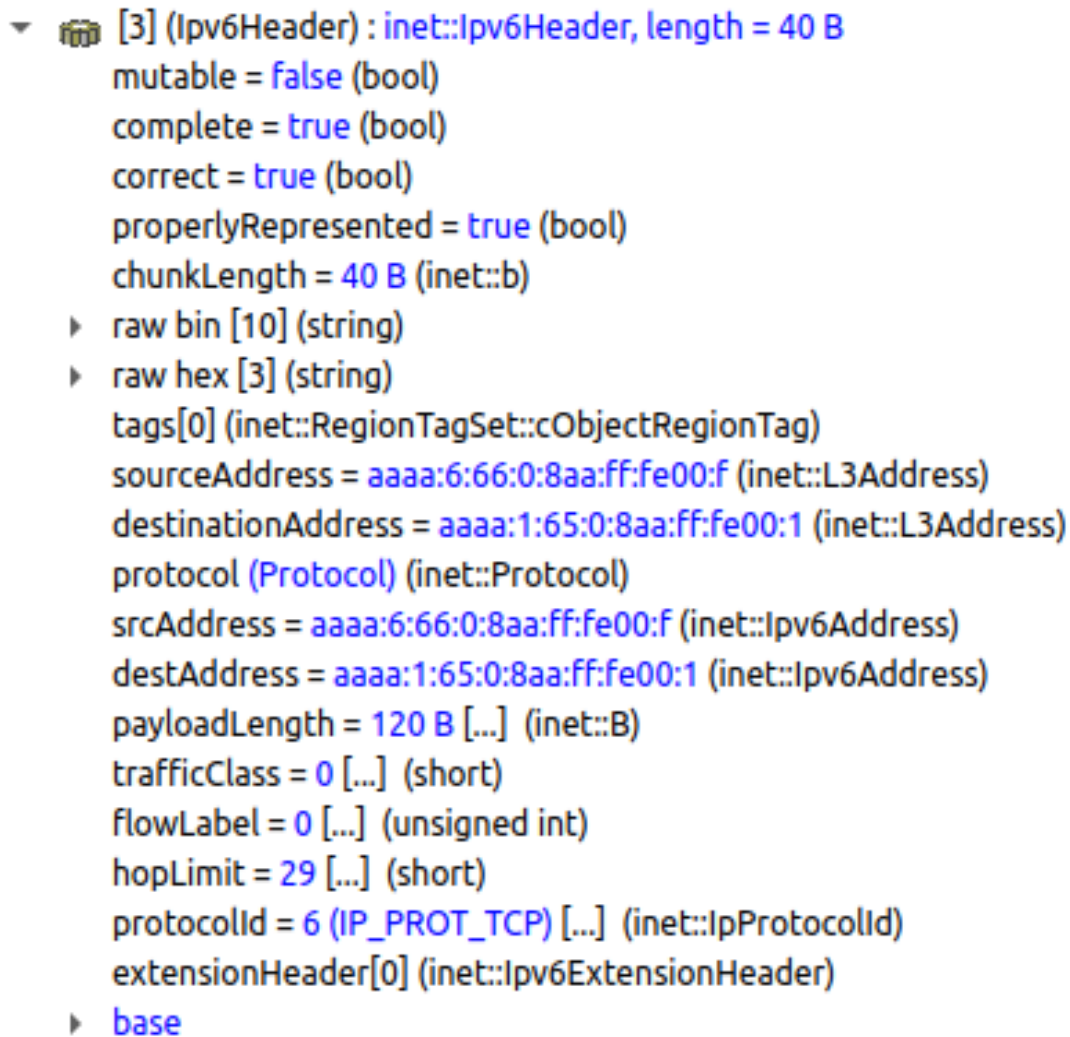 [3] (Ipv6Header) : inet::Ipv6Header, length = 40 B
mutable = false (bool)
complete = true (bool)
correct = true (bool)
properlyRepresented = true (bool)
chunkLength = 40 B (inet::b)
raw bin [10] (string)
raw hex [3] (string)
tags[0] (inet::RegionTagSet::cObjectRegionTag)
sourceAddress = aaaa:6:66:0:8aa:ff:fe00:f (inet::L3Address)
destinationAddress = aaaa:1:65:0:8aa:ff:fe00:1 (inet::L3Address)
protocol (Protocol) (inet::Protocol)
srcAddress = aaaa:6:66:0:8aa:ff:fe00:f (inet::Ipv6Address)
destAddress = aaaa:1:65:0:8aa:ff:fe00:1 (inet::Ipv6Address)
payloadLength = 120 B [...] (inet::B)
trafficClass = 0 [...] (short)
flowLabel = 0 [...] (unsigned int)
hopLimit = 29 [...] (short)
protocolId = 6 (IP_PROT_TCP) [...] (inet::IpProtocolId)
extensionHeader[0] (inet::Ipv6ExtensionHeader)
base